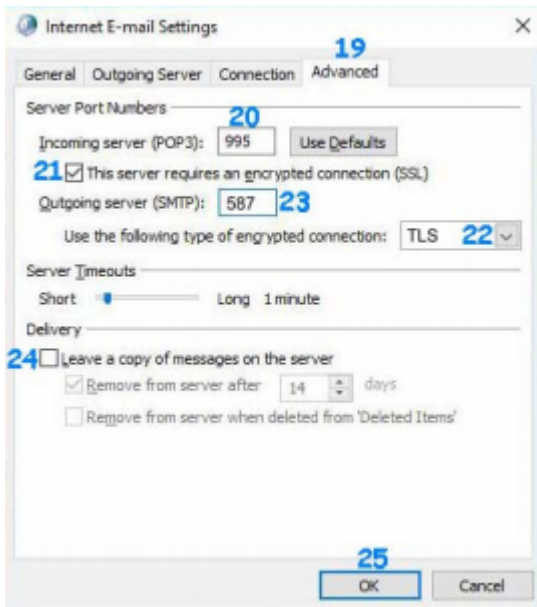 Internet E-mail Settings
19
General Outgoing Server Connection Advanced
Server Port Numbers
20
Incoming server (POP3): 995 Use Defaults
21 This server requires an encrypted connection (SSL)
Outgoing server (SMTP): 587 23
Use the following type of encrypted connection: TLS 22
Server Timeouts
Short Long 1 minute
Delivery
24 Leave a copy of messages on the server
Remove from server after 14 days
Remove from server when deleted from 'Deleted Items'
25
OK Cancel